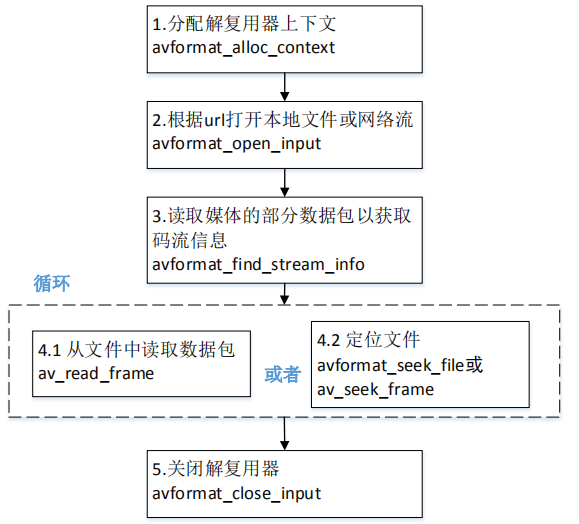 1.分配解复用器上下文
avformat_alloc_context
2.根据url打开本地文件或网络流
avformat_open_input
3.读取媒体的部分数据包以获取
码流信息
avformat_find_stream_info
循环
4.1 从文件中读取数据包
av_read_frame
或者
4.2 定位文件
avformat_seek_file或
av_seek_frame
5.关闭解复用器
avformat_close_input